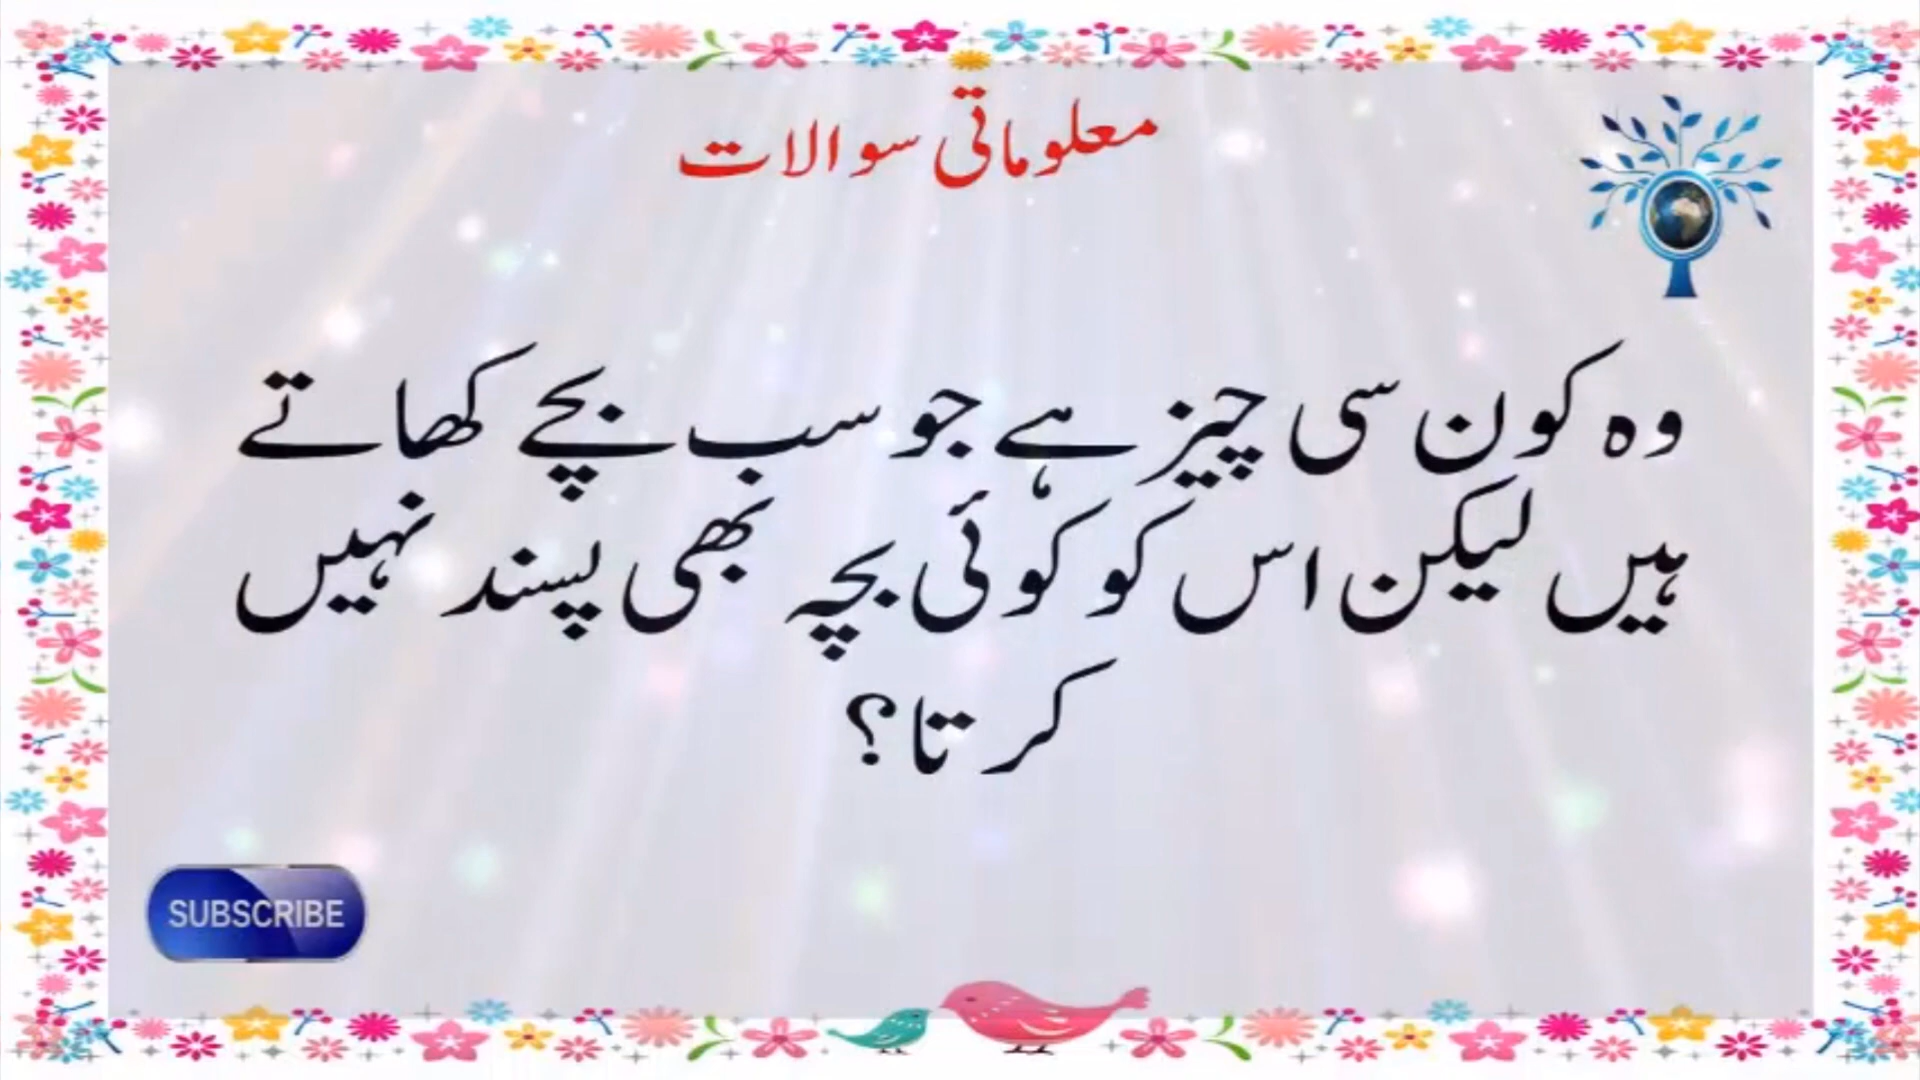 معلوماتی سوالات
وہ کون سی چیز ہے جو سب بچے کھاتے
ہیں لیکن اس کو کوئی بچہ بھی پسند نہیں
کرتا؟
SUBSCRIBE